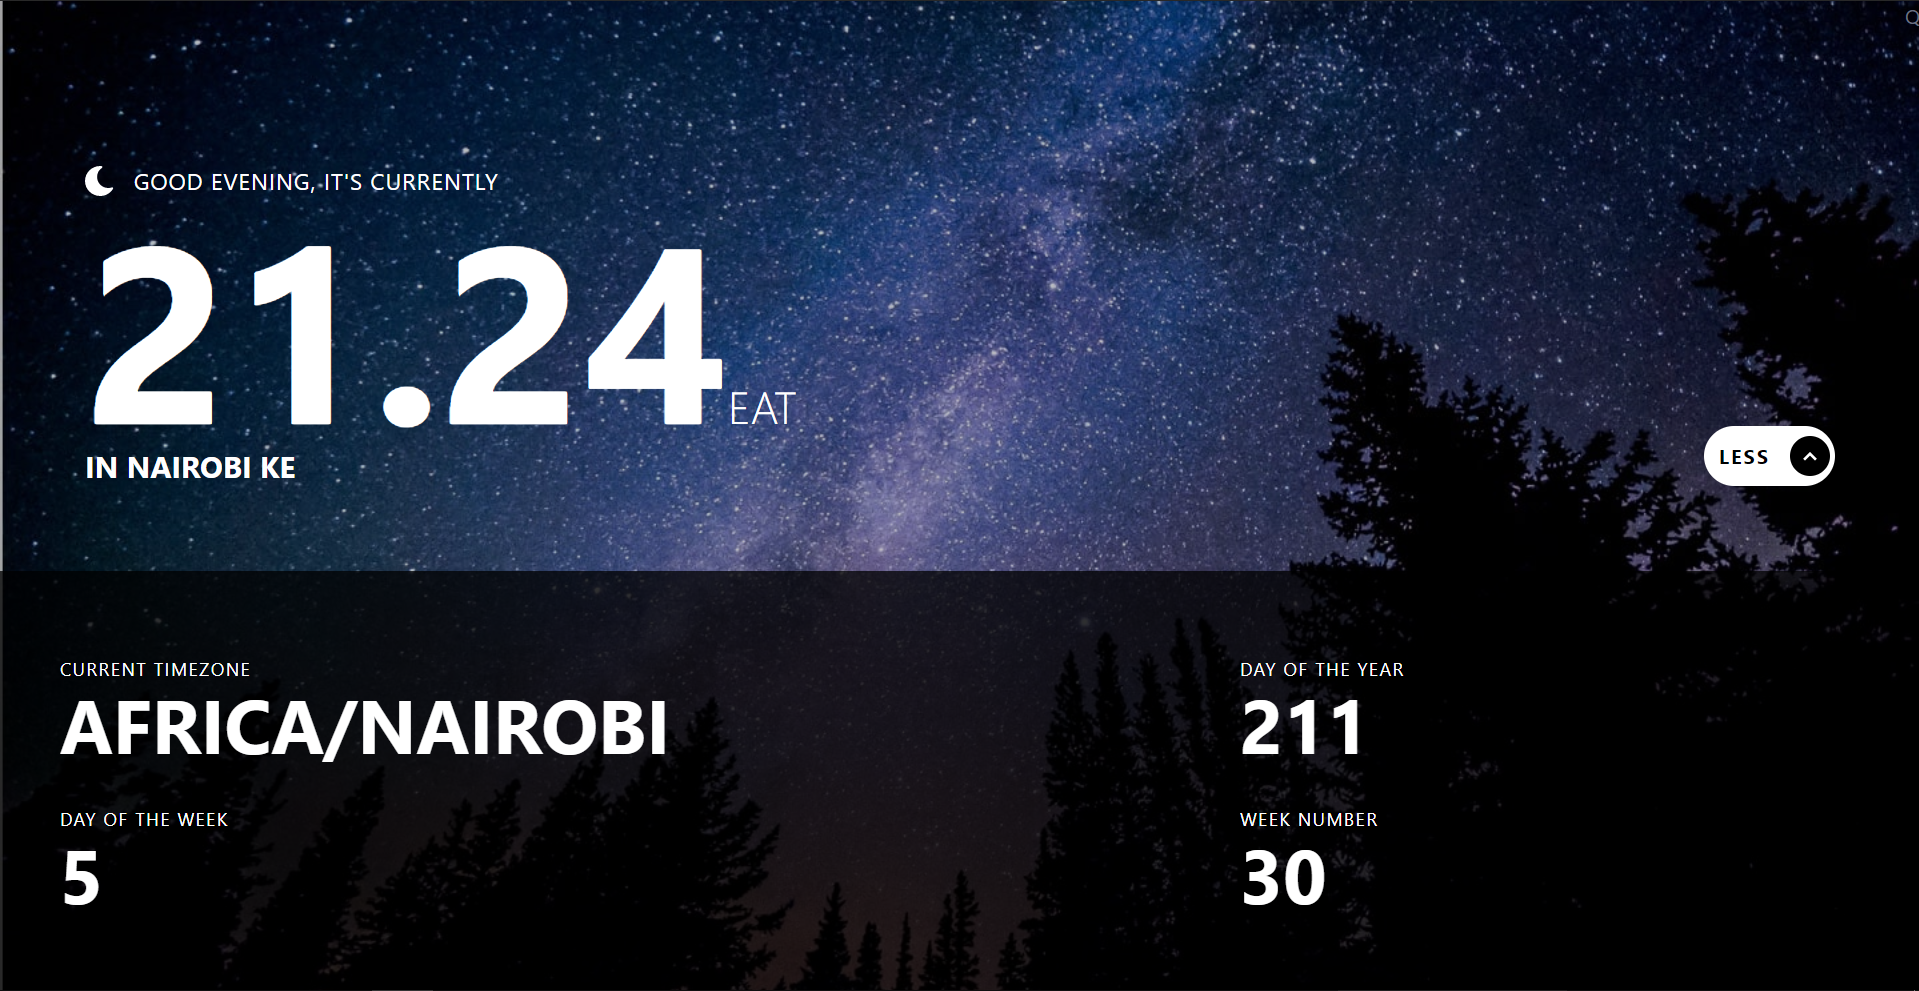 GOOD EVENING, IT'S CURRENTLY
21.24 EAT
IN NAIROBI KE
LESS
CURRENT TIMEZONE
AFRICA/NAIROBI
DAY OF THE YEAR
211
DAY OF THE WEEK
5
WEEK NUMBER
30